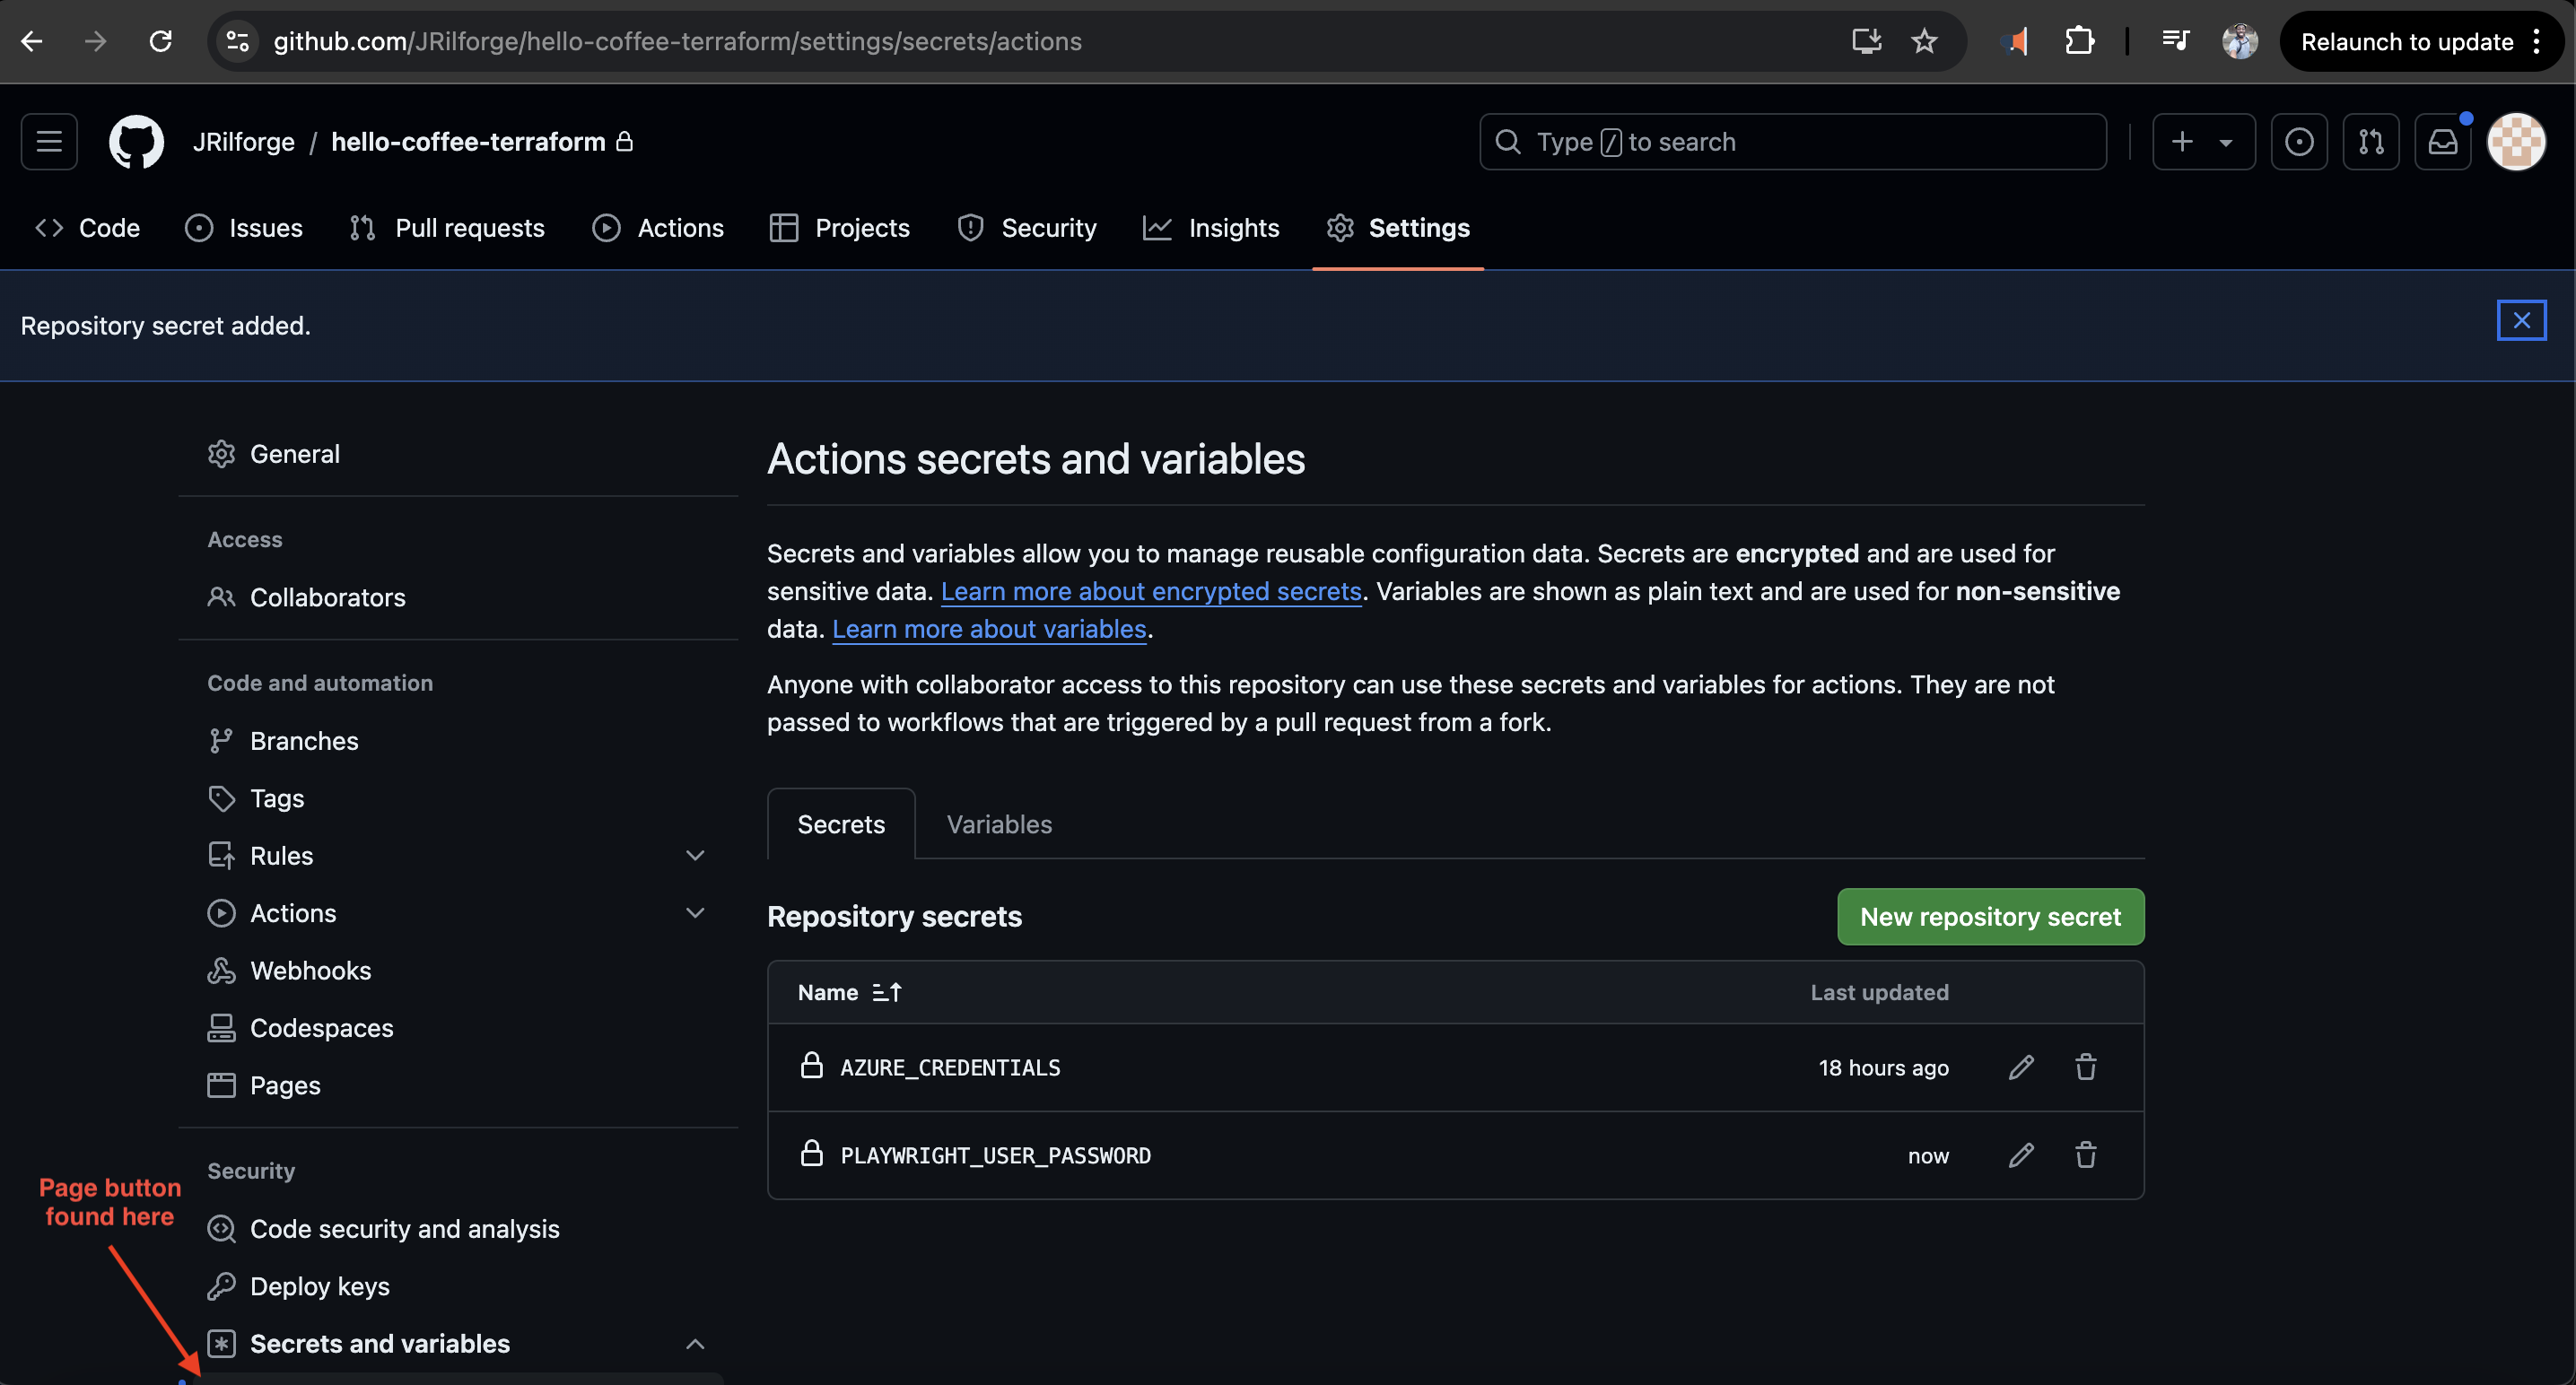 github.com/JRilforge/hello-coffee-terraform/settings/secrets/actions
Relaunch to update
JRilforge / hello-coffee-terraform
Type / to search
Code
Issues
Pull requests
Actions
Projects
Security
Insights
Settings
Repository secret added.
General
Access
Collaborators
Code and automation
Branches
Tags
Rules
Actions
Webhooks
Codespaces
Pages
Security
Code security and analysis
Deploy keys
Secrets and variables
Page button
found here
Actions secrets and variables
Secrets and variables allow you to manage reusable configuration data. Secrets are encrypted and are used for
sensitive data. Learn more about encrypted secrets. Variables are shown as plain text and are used for non-sensitive
data. Learn more about variables.
Anyone with collaborator access to this repository can use these secrets and variables for actions. They are not
passed to workflows that are triggered by a pull request from a fork.
Secrets
Variables
Repository secrets
New repository secret
Name
Last updated
AZURE_CREDENTIALS
18 hours ago
PLAYWRIGHT_USER_PASSWORD
now